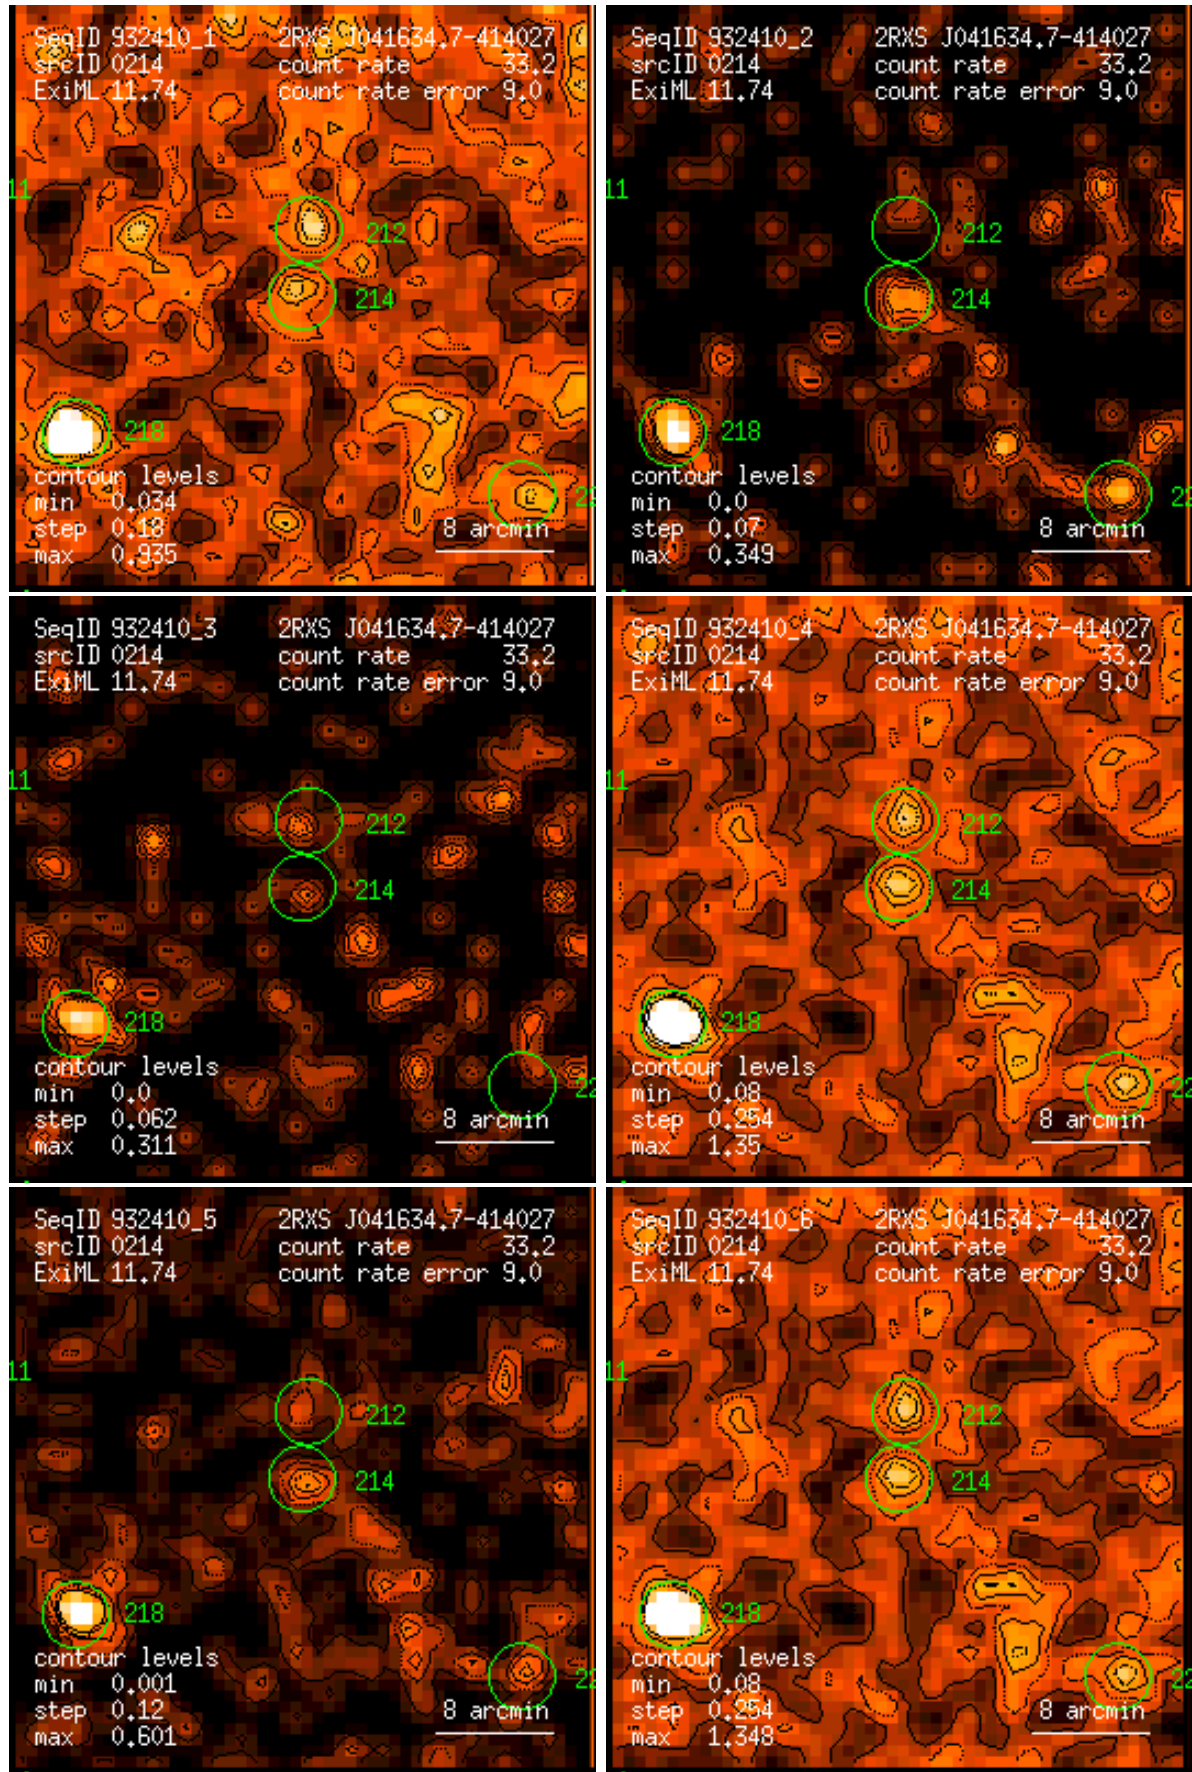 SeqID 932410_1 2RXS J041634.7-414027
srcID 0214 count rate 33.2
ExiML 11.74 count rate error 9.0
11
212
214
218
contour levels
min 0.034
step 0.18 8 arcmin
max 0.935
SeqID 932410_2 2RXS J041634.7-414027
srcID 0214 count rate 33.2
ExiML 11.74 count rate error 9.0
11
212
214
218
contour levels
min 0.0
step 0.07 8 arcmin
max 0.349
SeqID 932410_3 2RXS J041634.7-414027
srcID 0214 count rate 33.2
ExiML 11.74 count rate error 9.0
11
212
214
218
contour levels
min 0.0
step 0.062 8 arcmin
max 0.311
SeqID 932410_4 2RXS J041634.7-414027
srcID 0214 count rate 33.2
ExiML 11.74 count rate error 9.0
11
212
214
218
contour levels
min 0.08
step 0.254 8 arcmin
max 1.35
SeqID 932410_5 2RXS J041634.7-414027
srcID 0214 count rate 33.2
ExiML 11.74 count rate error 9.0
11
212
214
218
contour levels
min 0.001
step 0.12 8 arcmin
max 0.601
SeqID 932410_6 2RXS J041634.7-414027
srcID 0214 count rate 33.2
ExiML 11.74 count rate error 9.0
11
212
214
218
contour levels
min 0.08
step 0.254 8 arcmin
max 1.348